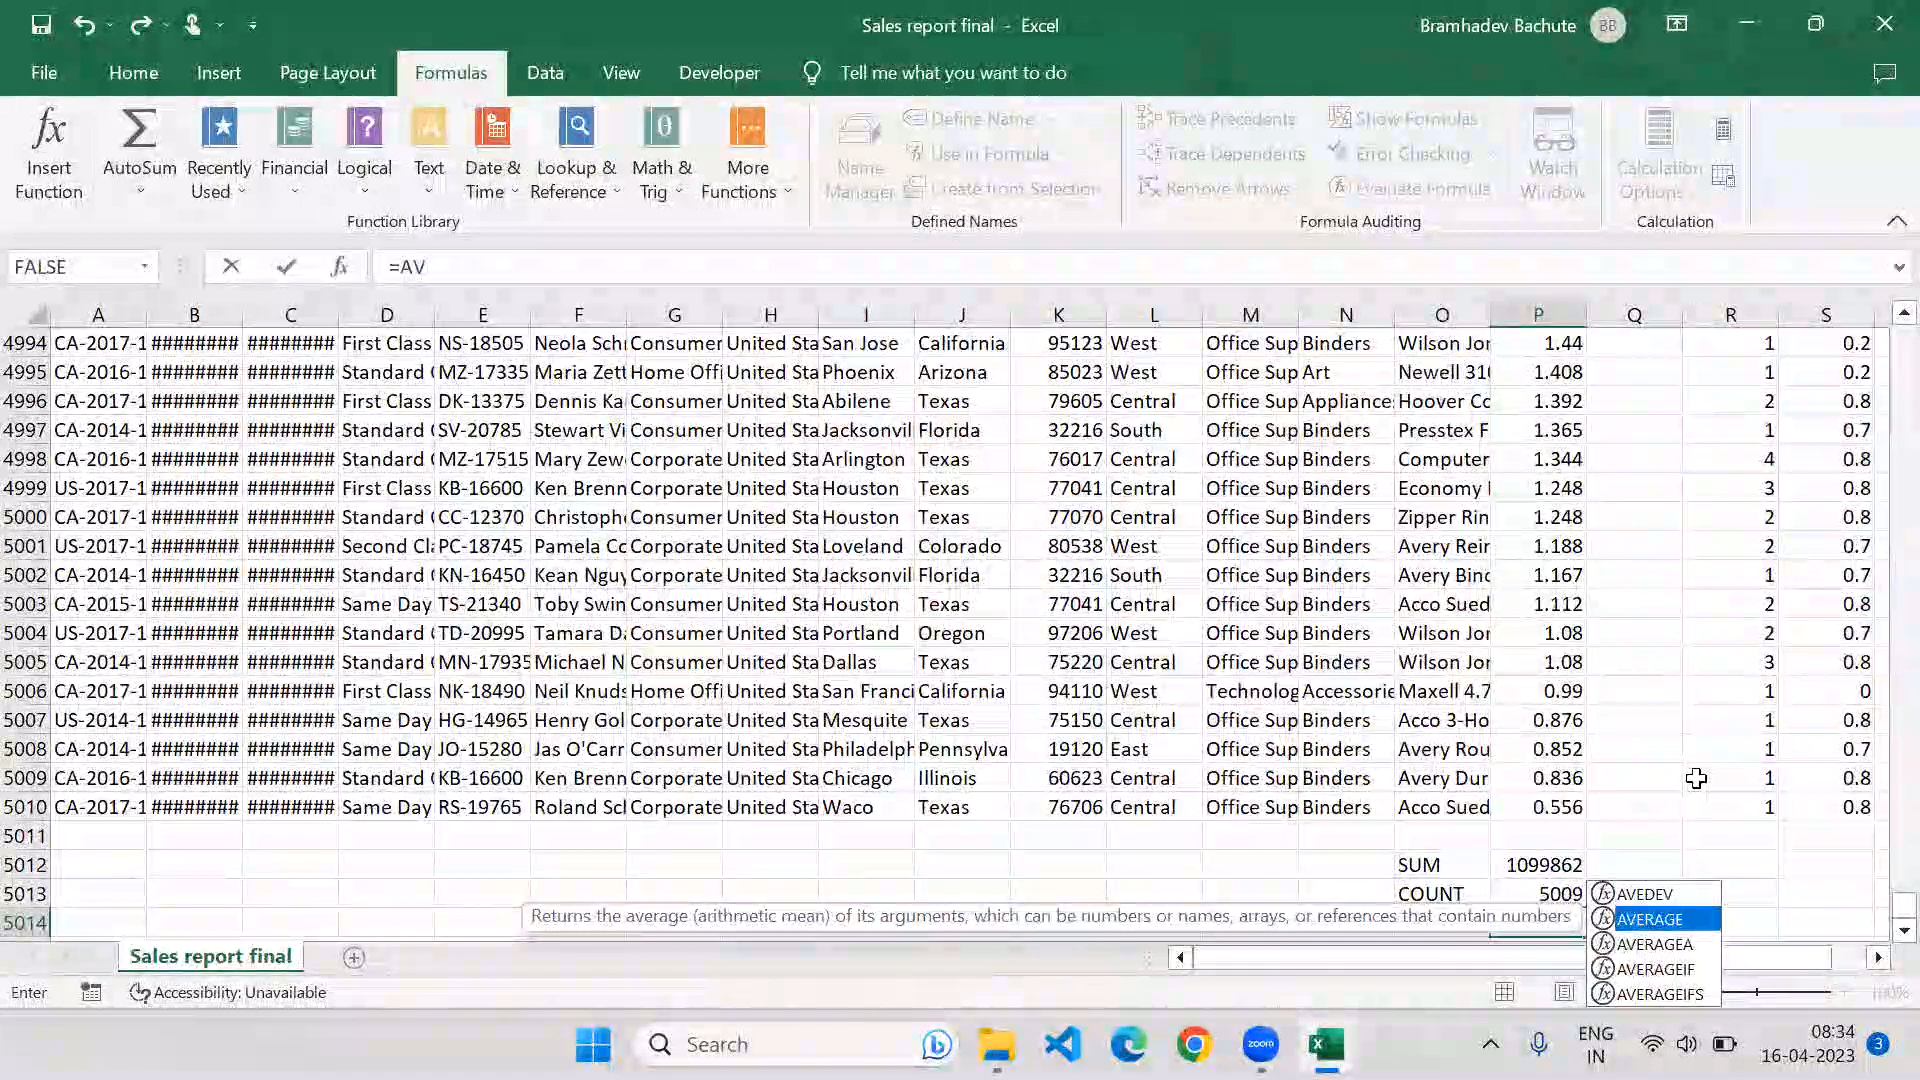 Sales report final - Excel
Bramhadev Bachute BB
File Home Insert Page Layout Formulas Data View Developer Tell me what you want to do
Insert Function
AutoSum
Recently Used
Financial
Logical
Text
Date & Time
Lookup & Reference
Math & Trig
More Functions
Function Library
Name Manager
Define Name
Use in Formula
Create from Selection
Defined Names
Trace Precedents
Trace Dependents
Remove Arrows
Show Formulas
Error Checking
Evaluate Formula
Formula Auditing
Watch Window
Calculation Options
Calculation
FALSE fx =AV
A B C D E F G H I J K L M N O P Q R S
4994 CA-2017-1 ######## ######## First Class NS-18505 Neola Sch Consumer United Sta San Jose California 95123 West Office Sup Binders Wilson Jor 1.44 1 0.2
4995 CA-2016-1 ######## ######## Standard MZ-17335 Maria Zett Home Offi United Sta Phoenix Arizona 85023 West Office Sup Art Newell 31 1.408 1 0.2
4996 CA-2017-1 ######## ######## First Class DK-13375 Dennis Ka Consumer United Sta Abilene Texas 79605 Central Office Sup Appliance Hoover Co 1.392 2 0.8
4997 CA-2014-1 ######## ######## Standard SV-20785 Stewart Vi Consumer United Sta Jacksonvil Florida 32216 South Office Sup Binders Presstex F 1.365 1 0.7
4998 CA-2016-1 ######## ######## Standard MZ-17515 Mary Zew Corporate United Sta Arlington Texas 76017 Central Office Sup Binders Computer 1.344 4 0.8
4999 US-2017-1 ######## ######## First Class KB-16600 Ken Brenn Corporate United Sta Houston Texas 77041 Central Office Sup Binders Economy 1.248 3 0.8
5000 CA-2017-1 ######## ######## Standard CC-12370 Christoph Consumer United Sta Houston Texas 77070 Central Office Sup Binders Zipper Rin 1.248 2 0.8
5001 US-2017-1 ######## ######## Second Cla PC-18745 Pamela Co Corporate United Sta Loveland Colorado 80538 West Office Sup Binders Avery Reir 1.188 2 0.7
5002 CA-2014-1 ######## ######## Standard KN-16450 Kean Nguy Corporate United Sta Jacksonvil Florida 32216 South Office Sup Binders Avery Binc 1.167 1 0.7
5003 CA-2015-1 ######## ######## Same Day TS-21340 Toby Swin Consumer United Sta Houston Texas 77041 Central Office Sup Binders Acco Sued 1.112 2 0.8
5004 US-2017-1 ######## ######## Standard TD-20995 Tamara Da Consumer United Sta Portland Oregon 97206 West Office Sup Binders Wilson Jor 1.08 2 0.7
5005 CA-2014-1 ######## ######## Standard MN-17935 Michael N Consumer United Sta Dallas Texas 75220 Central Office Sup Binders Wilson Jor 1.08 3 0.8
5006 CA-2017-1 ######## ######## First Class NK-18490 Neil Knuds Home Offi United Sta San Franci California 94110 West Technolog Accessorie Maxell 4.7 0.99 1 0
5007 US-2014-1 ######## ######## Same Day HG-14965 Henry Gol Corporate United Sta Mesquite Texas 75150 Central Office Sup Binders Acco 3-Ho 0.876 1 0.8
5008 CA-2014-1 ######## ######## Same Day JO-15280 Jas O'Carr Consumer United Sta Philadelph Pennsylva 19120 East Office Sup Binders Avery Rou 0.852 1 0.7
5009 CA-2016-1 ######## ######## Standard KB-16600 Ken Brenn Corporate United Sta Chicago Illinois 60623 Central Office Sup Binders Avery Dur 0.836 1 0.8
5010 CA-2017-1 ######## ######## Same Day RS-19765 Roland Sch Corporate United Sta Waco Texas 76706 Central Office Sup Binders Acco Sued 0.556 1 0.8
5011
5012 SUM 1099862
5013 COUNT 5009
5014
Returns the average (arithmetic mean) of its arguments, which can be numbers or names, arrays, or references that contain numbers
AVEDEV
AVERAGE
AVERAGEA
AVERAGEIF
AVERAGEIFS
Sales report final
Enter Accessibility: Unavailable 100%
Search zoom ENG IN 08:34 16-04-2023 3